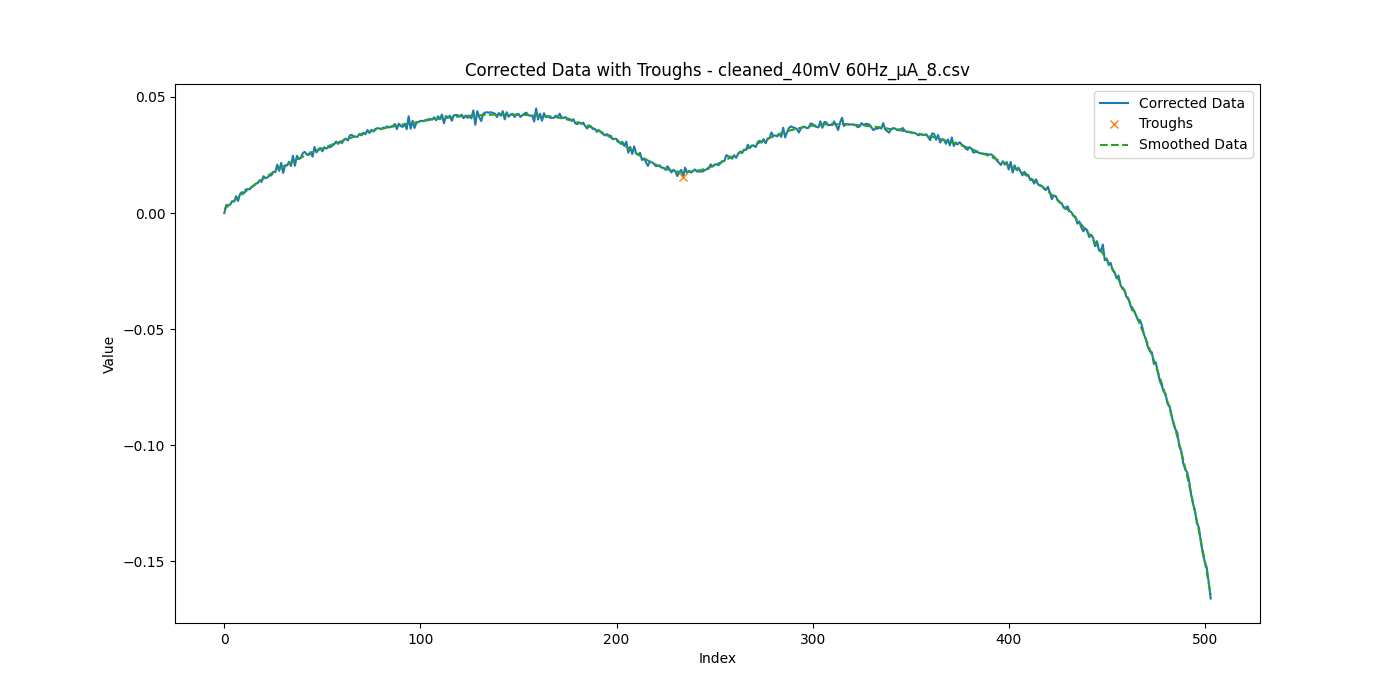 Corrected Data with Troughs - cleaned_40mV 60Hz_µA_8.csv
Corrected Data
Troughs
Smoothed Data
Value
0.05
0.00
−0.05
−0.10
−0.15
0
100
200
300
400
500
Index